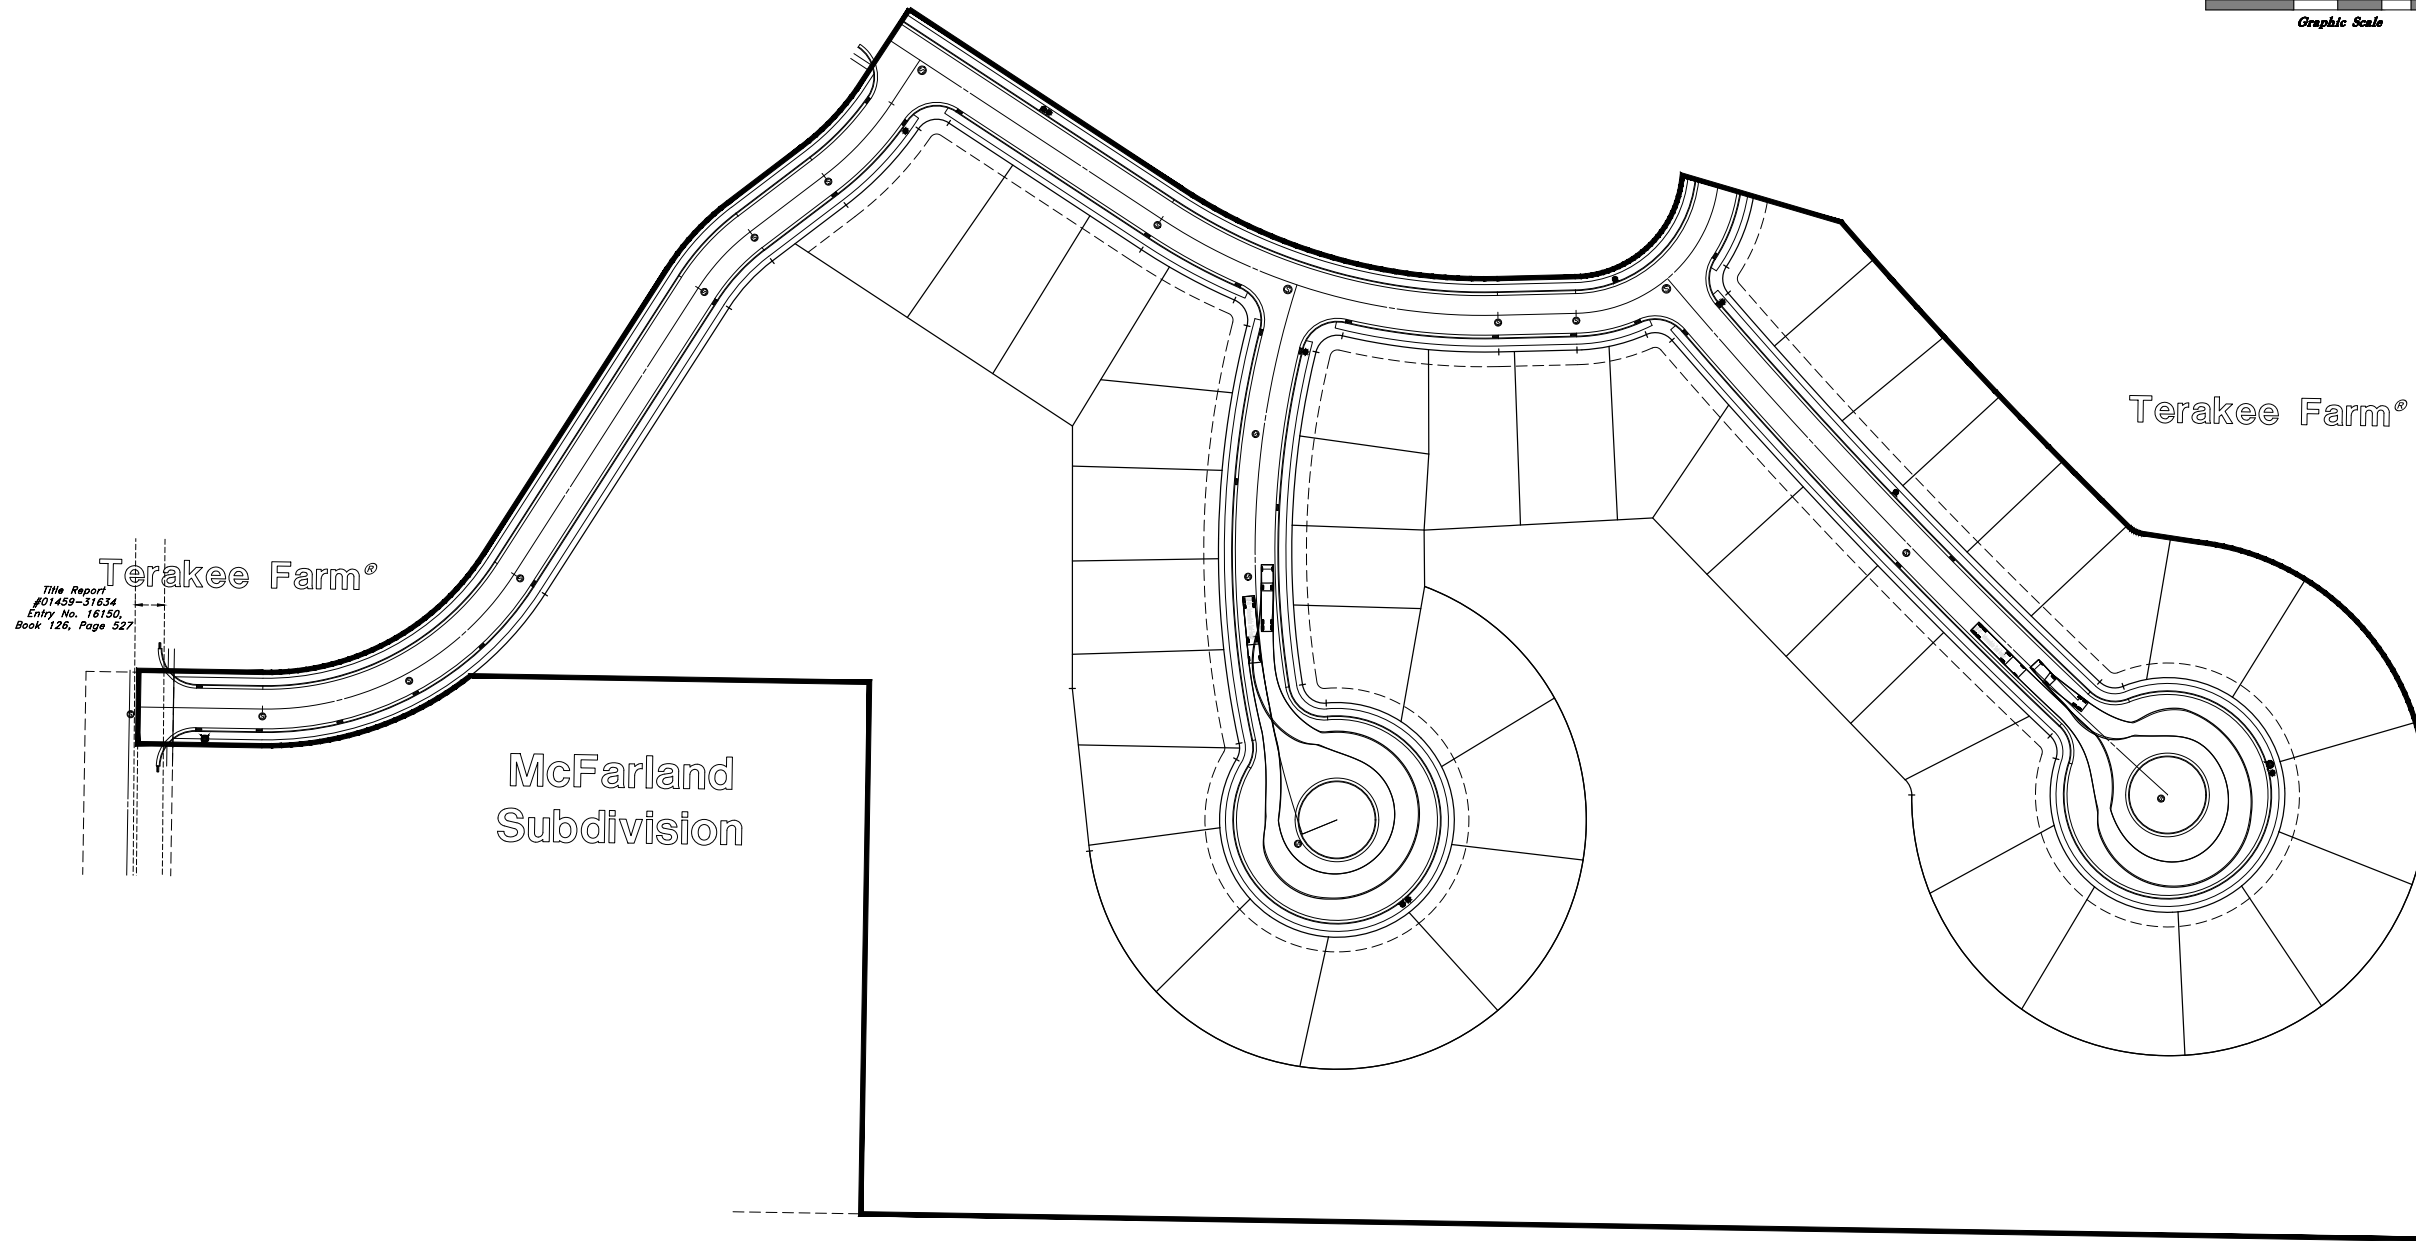 Graphic Scale
Terakee Farm®
Terakee Farm®
Title Report
#01459-31634
Entry No. 16150,
Book 126, Page 527
McFarland
Subdivision